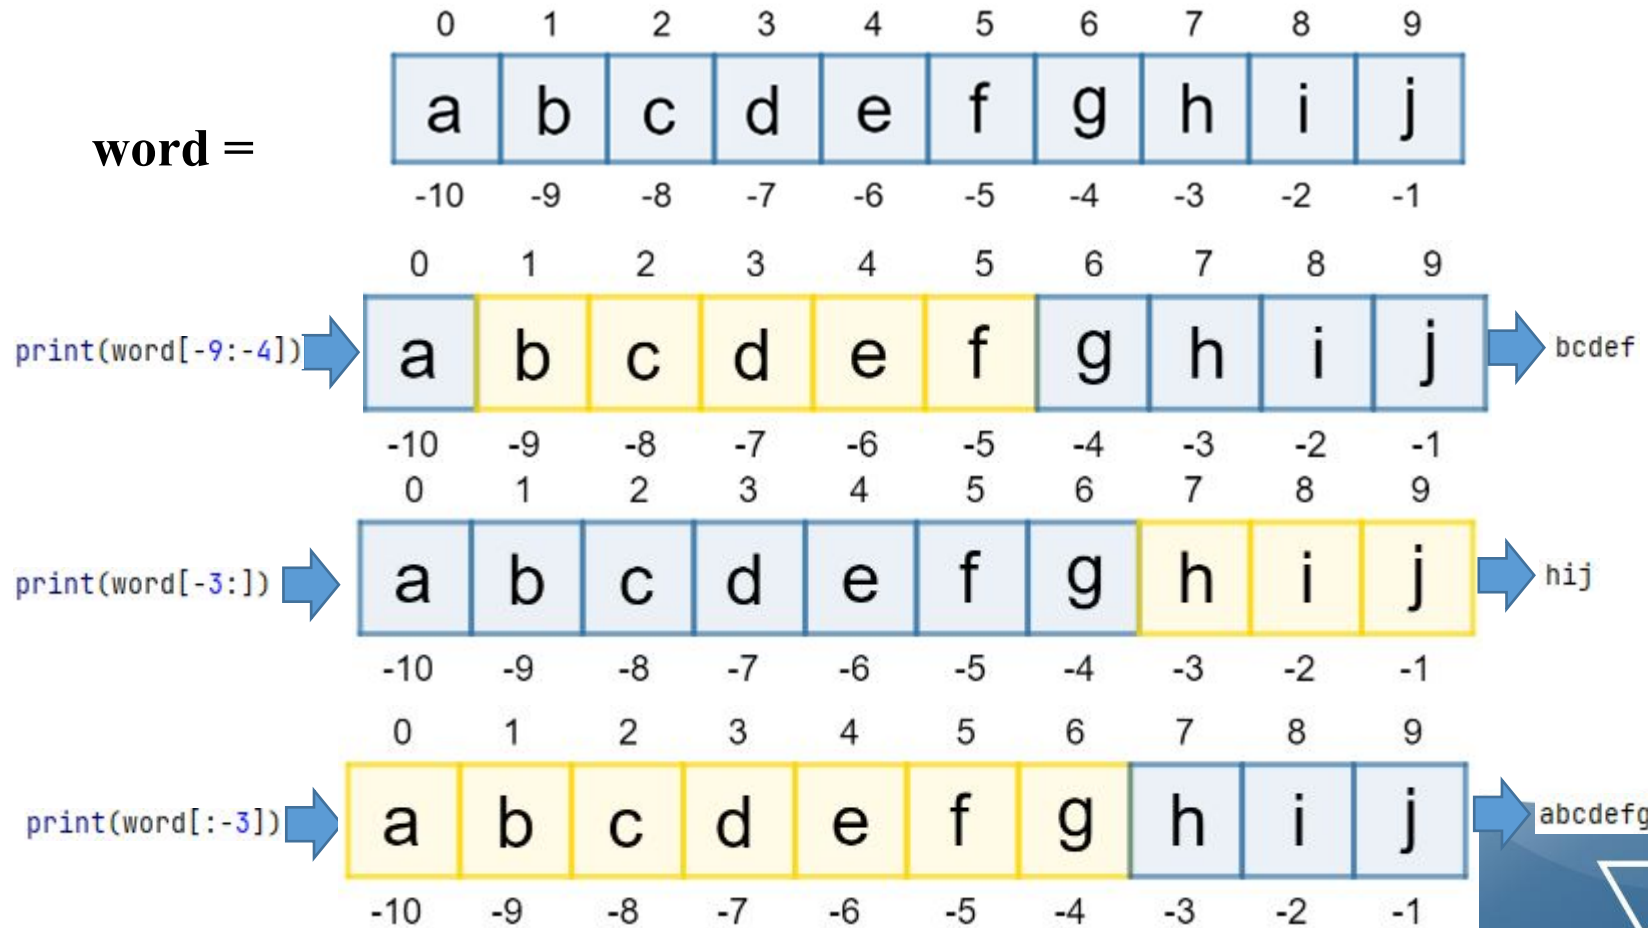 0 1 2 3 4 5 6 7 8 9
word = a b c d e f g h i j
-10 -9 -8 -7 -6 -5 -4 -3 -2 -1
0 1 2 3 4 5 6 7 8 9
print(word[-9:-4]) a b c d e f g h i j bcdef
-10 -9 -8 -7 -6 -5 -4 -3 -2 -1
0 1 2 3 4 5 6 7 8 9
print(word[-3:]) a b c d e f g h i j hij
-10 -9 -8 -7 -6 -5 -4 -3 -2 -1
0 1 2 3 4 5 6 7 8 9
print(word[:-3]) a b c d e f g h i j abcdefg
-10 -9 -8 -7 -6 -5 -4 -3 -2 -1